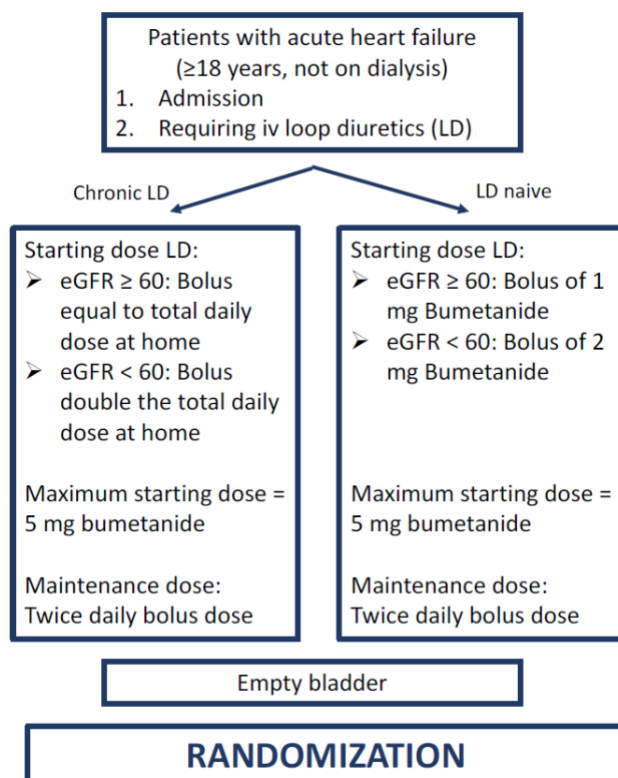 Patients with acute heart failure
(≥18 years, not on dialysis)
1. Admission
2. Requiring iv loop diuretics (LD)
Chronic LD
LD naive
Starting dose LD:
➢ eGFR ≥ 60: Bolus
equal to total daily
dose at home
➢ eGFR < 60: Bolus
double the total daily
dose at home
Maximum starting dose =
5 mg bumetanide
Maintenance dose:
Twice daily bolus dose
Starting dose LD:
➢ eGFR ≥ 60: Bolus of 1
mg Bumetanide
➢ eGFR < 60: Bolus of 2
mg Bumetanide
Maximum starting dose =
5 mg bumetanide
Maintenance dose:
Twice daily bolus dose
Empty bladder
RANDOMIZATION